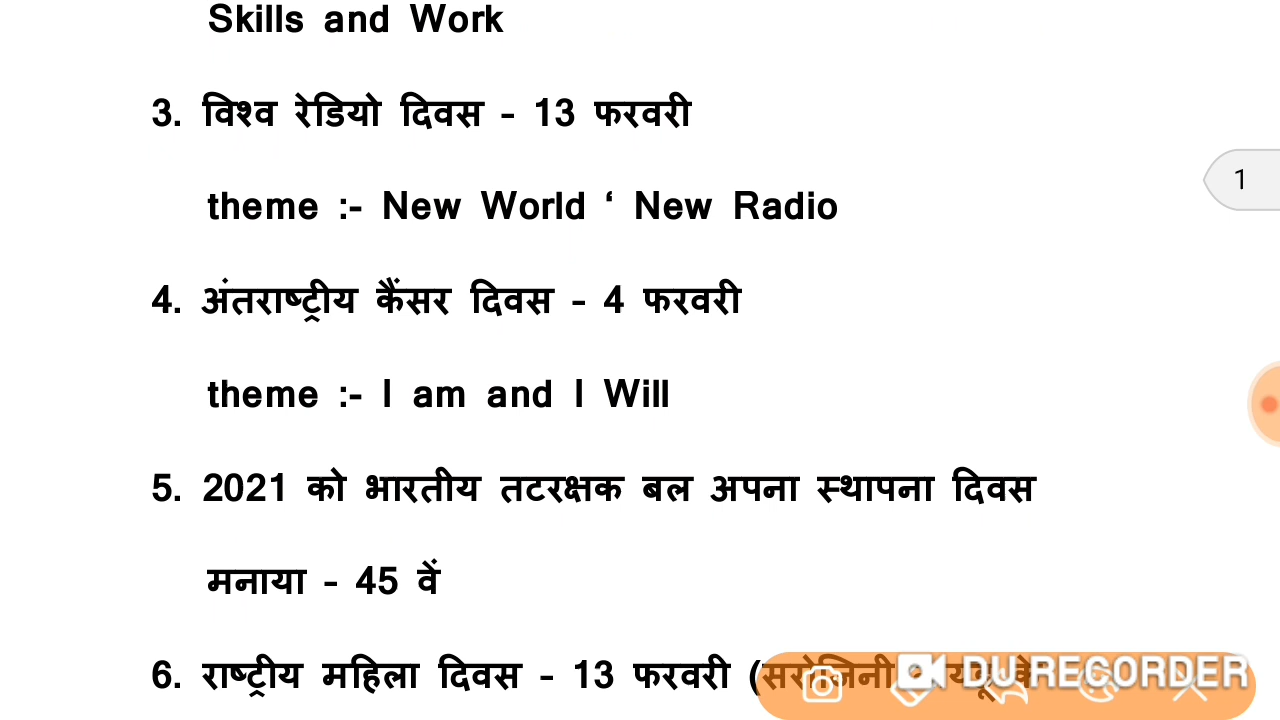 Skills and Work
3. विश्व रेडियो दिवस - 13 फरवरी
theme :- New World ‘ New Radio
1
4. अंतराष्ट्रीय कैंसर दिवस - 4 फरवरी
theme :- I am and I Will
5. 2021 को भारतीय तटरक्षक बल अपना स्थापना दिवस
मनाया - 45 वें
6. राष्ट्रीय महिला दिवस - 13 फरवरी (सरोजिनी के
DU RECORDER